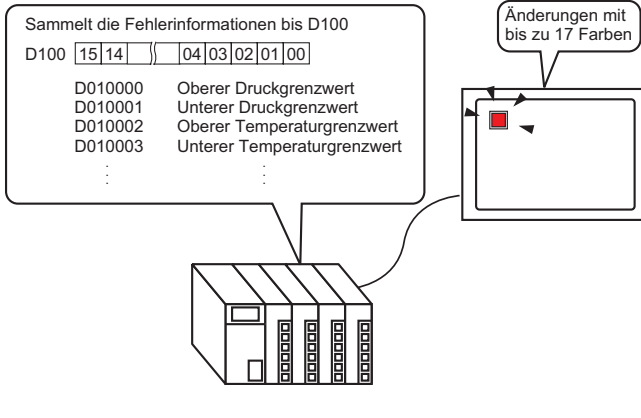 Sammelt die Fehlerinformationen bis D100
D100 15 14 04 03 02 01 00
D010000 Oberer Druckgrenzwert
D010001 Unterer Druckgrenzwert
D010002 Oberer Temperaturgrenzwert
D010003 Unterer Temperaturgrenzwert
Änderungen mit
bis zu 17 Farben